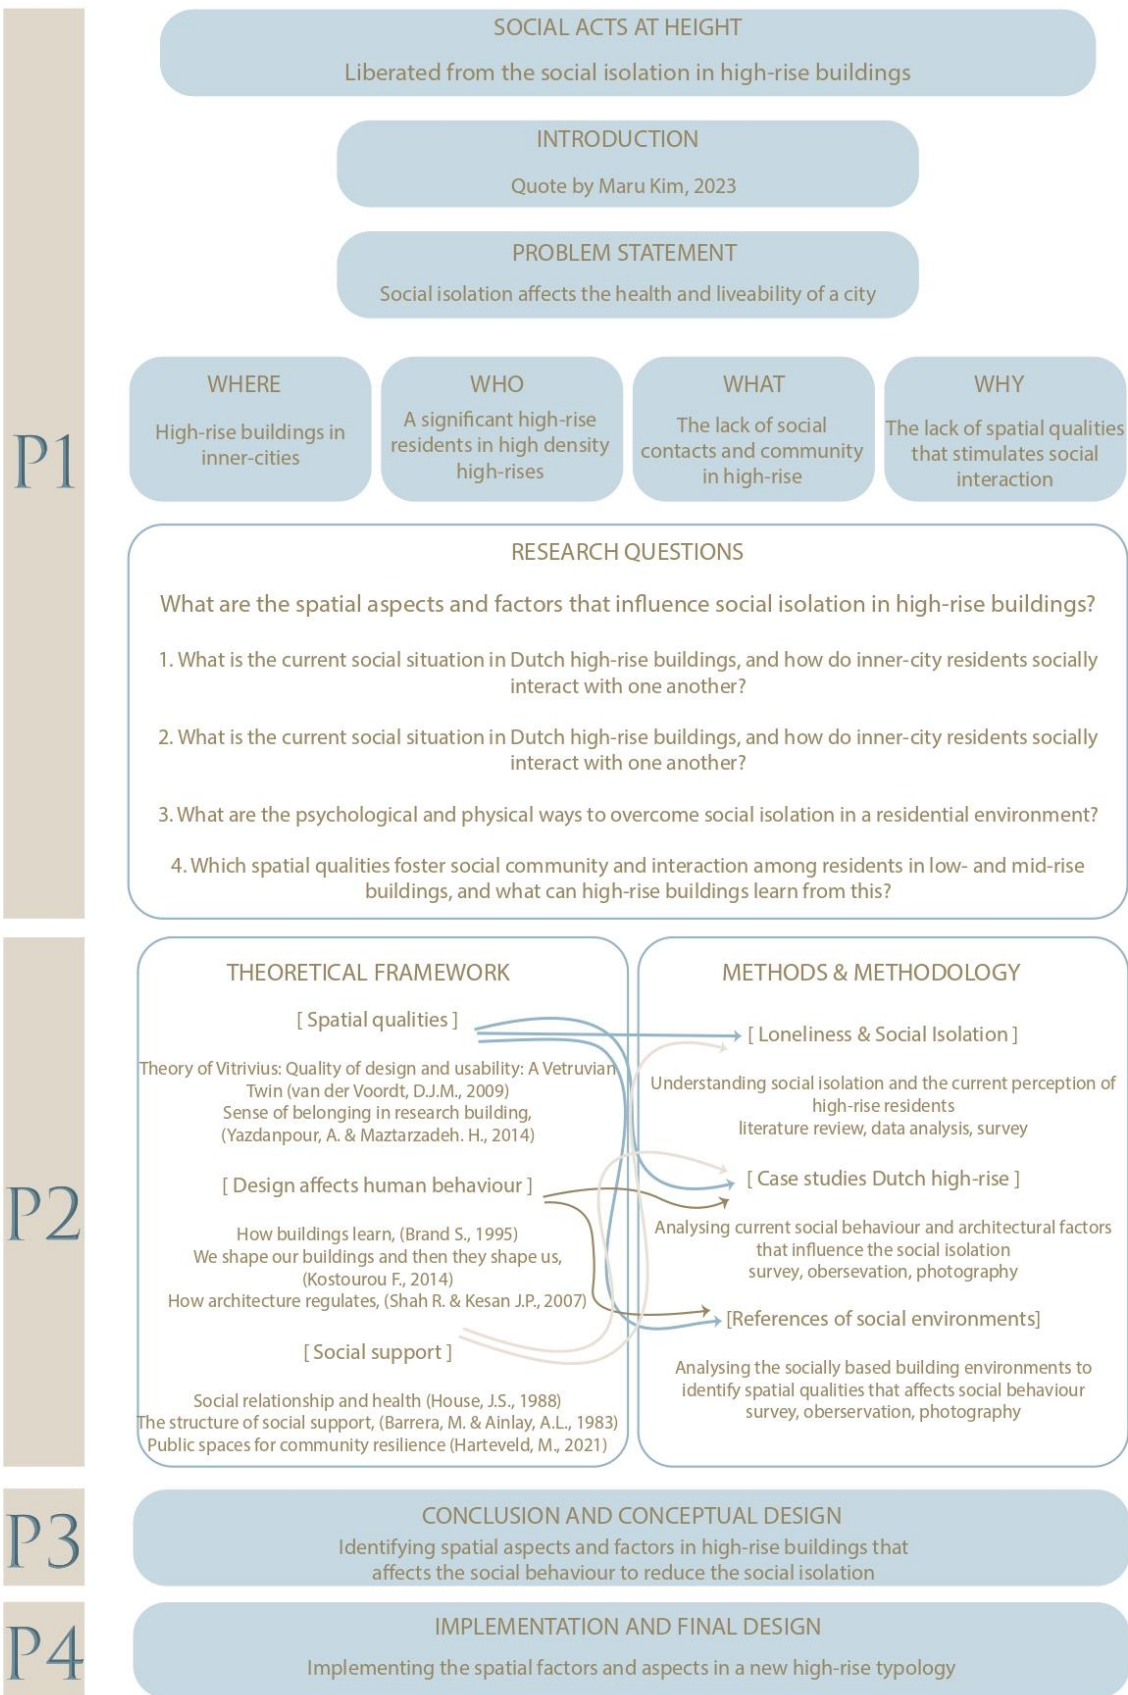 SOCIAL ACTS AT HEIGHT
Liberated from the social isolation in high-rise buildings
INTRODUCTION
Quote by Maru Kim, 2023
PROBLEM STATEMENT
Social isolation affects the health and liveability of a city
P1
WHERE
High-rise buildings in
inner-cities
WHO
A significant high-rise
residents in high density
high-rises
WHAT
The lack of social
contacts and community
in high-rise
WHY
The lack of spatial qualities
that stimulates social
interaction
RESEARCH QUESTIONS
What are the spatial aspects and factors that influence social isolation in high-rise buildings?
1. What is the current social situation in Dutch high-rise buildings, and how do inner-city residents socially
interact with one another?
2. What is the current social situation in Dutch high-rise buildings, and how do inner-city residents socially
interact with one another?
3. What are the psychological and physical ways to overcome social isolation in a residential environment?
4. Which spatial qualities foster social community and interaction among residents in low- and mid-rise
buildings, and what can high-rise buildings learn from this?
P2
THEORETICAL FRAMEWORK
[ Spatial qualities ]
Theory of Vitrivius: Quality of design and usability: A Vetruvian
Twin (van der Voordt, D.J.M., 2009)
Sense of belonging in research building,
(Yazdanpour, A. & Maztarzadeh. H., 2014)
[ Design affects human behaviour ]
How buildings learn, (Brand S., 1995)
We shape our buildings and then they shape us,
(Kostourou F., 2014)
How architecture regulates, (Shah R. & Kesan J.P., 2007)
[ Social support ]
Social relationship and health (House, J.S., 1988)
The structure of social support, (Barrera, M. & Ainlay, A.L., 1983)
Public spaces for community resilience (Harteveld, M., 2021)
METHODS & METHODOLOGY
[ Loneliness & Social Isolation ]
Understanding social isolation and the current perception of
high-rise residents
literature review, data analysis, survey
[ Case studies Dutch high-rise ]
Analysing current social behaviour and architectural factors
that influence the social isolation
survey, obersevation, photography
[References of social environments]
Analysing the socially based building environments to
identify spatial qualities that affects social behaviour
survey, oberservation, photography
P3
CONCLUSION AND CONCEPTUAL DESIGN
Identifying spatial aspects and factors in high-rise buildings that
affects the social behaviour to reduce the social isolation
P4
IMPLEMENTATION AND FINAL DESIGN
Implementing the spatial factors and aspects in a new high-rise typology